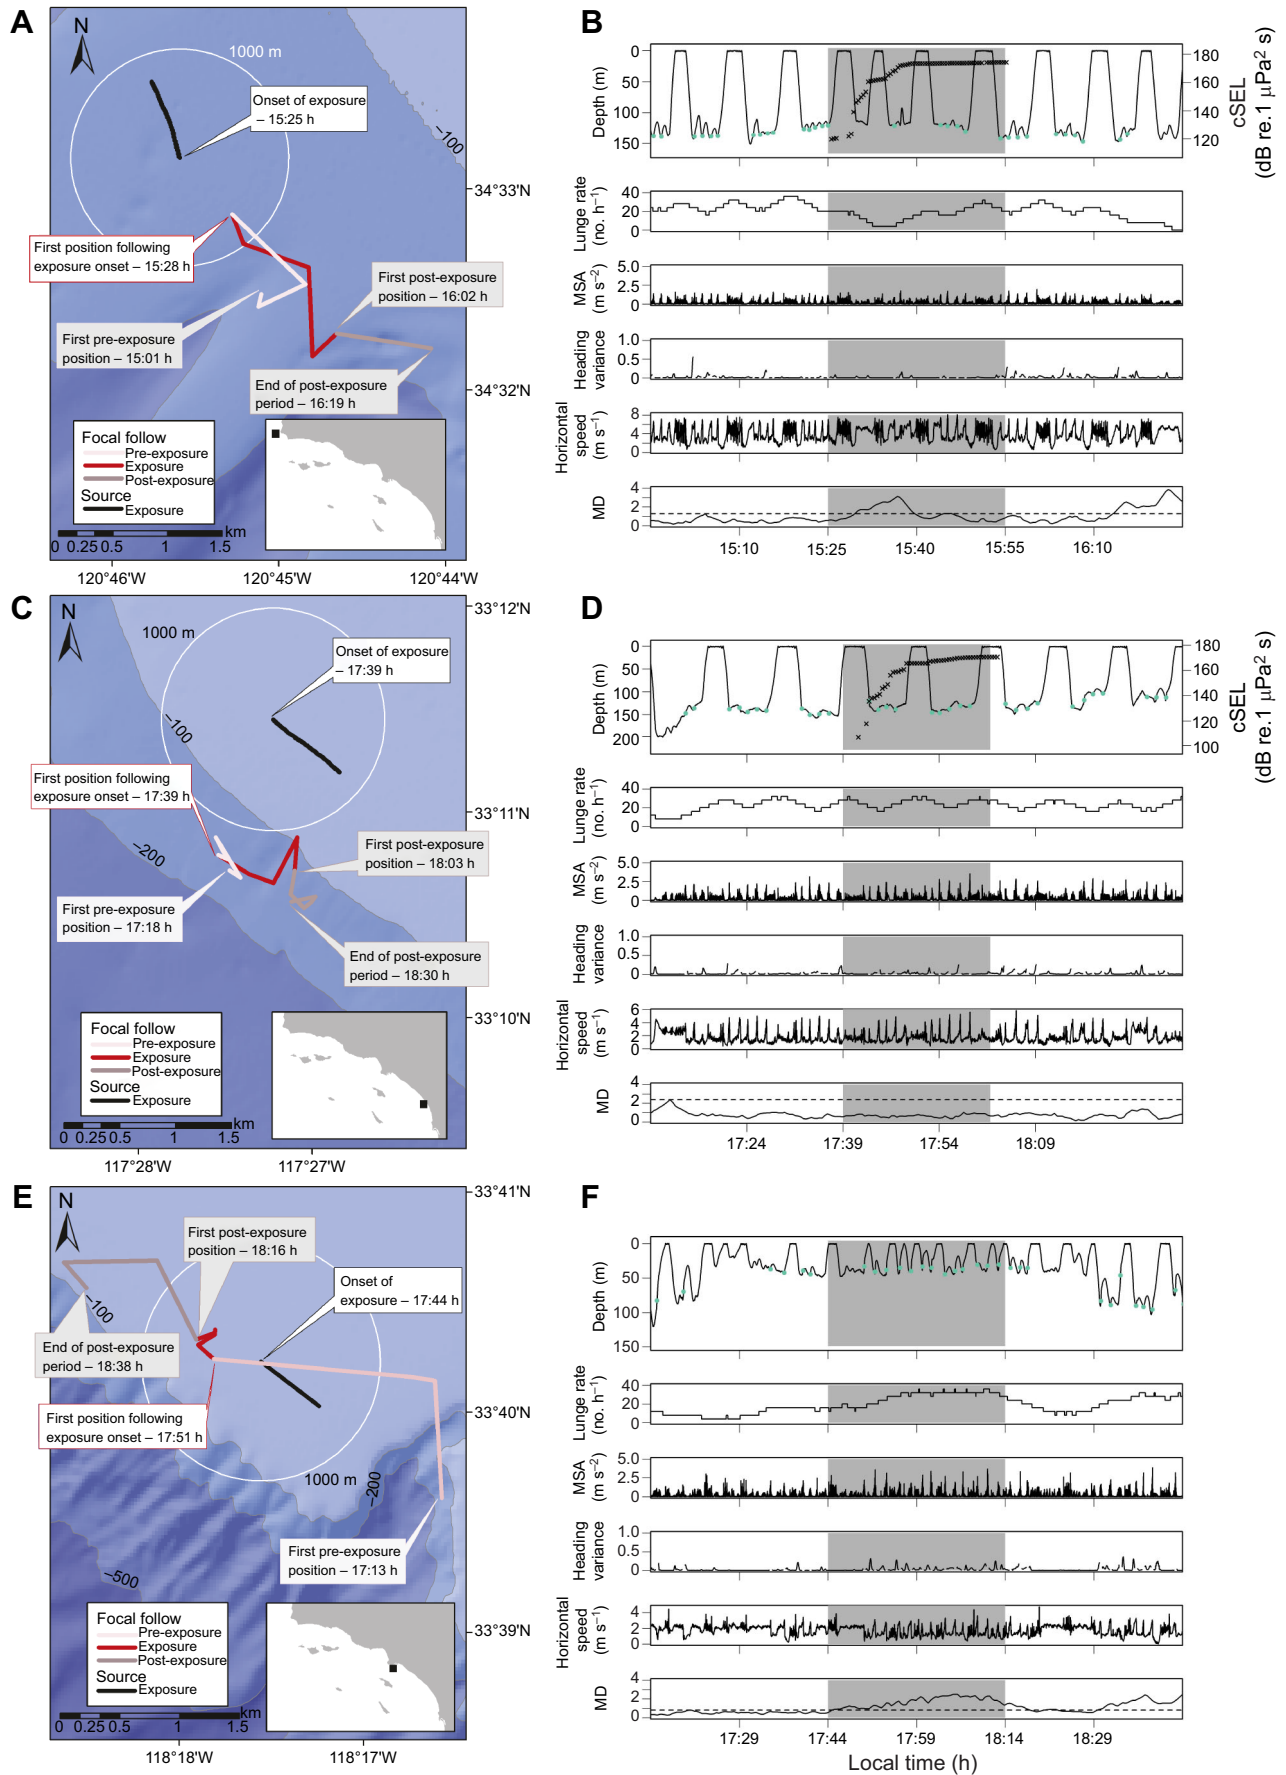 A
N
1000 m
Onset of exposure
– 15:25 h
–100
34°33'N
First position following
exposure onset – 15:28 h
First post-exposure
position – 16:02 h
First pre-exposure
position – 15:01 h
End of post-exposure
period – 16:19 h
34°32'N
Focal follow
Pre-exposure
Exposure
Post-exposure
Source
Exposure
km
0 0.25 0.5 1 1.5
120°46'W 120°45'W 120°44'W
B
Depth (m)
0
50
100
150
180
160
140
120
cSEL
(dB re.1 μPa² s)
Lunge rate
(no. h⁻¹)
40
20
0
MSA
(m s⁻²)
5.0
2.5
0
Heading
variance
1.0
0.5
0
Horizontal
speed
(m s⁻¹)
8
6
4
2
0
MD
4
2
0
15:10 15:25 15:40 15:55 16:10
C
N
1000 m
Onset of exposure
– 17:39 h
–100
33°12'N
First position following
exposure onset – 17:39 h
33°11'N
–200
First post-exposure
position – 18:03 h
First pre-exposure
position – 17:18 h
End of post-exposure
period – 18:30 h
33°10'N
Focal follow
Pre-exposure
Exposure
Post-exposure
Source
Exposure
km
0 0.25 0.5 1 1.5
117°28'W 117°27'W
D
Depth (m)
0
50
100
150
200
180
160
140
120
100
cSEL
(dB re.1 μPa² s)
Lunge rate
(no. h⁻¹)
40
20
0
MSA
(m s⁻²)
5.0
2.5
0
Heading
variance
1.0
0.5
0
Horizontal
speed
(m s⁻¹)
6
4
2
0
MD
4
2
0
17:24 17:39 17:54 18:09
E
N
33°41'N
First post-exposure
position – 18:16 h
Onset of
exposure – 17:44 h
–100
End of post-exposure
period – 18:38 h
First position following
exposure onset – 17:51 h
33°40'N
1000 m
–200
First pre-exposure
position – 17:13 h
–500
33°39'N
Focal follow
Pre-exposure
Exposure
Post-exposure
Source
Exposure
km
0 0.25 0.5 1 1.5
118°18'W 118°17'W
F
Depth (m)
0
50
100
150
Lunge rate
(no. h⁻¹)
40
20
0
MSA
(m s⁻²)
5.0
2.5
0
Heading
variance
1.0
0.5
0
Horizontal
speed
(m s⁻¹)
4
2
0
MD
4
2
0
17:29 17:44 17:59 18:14 18:29
Local time (h)